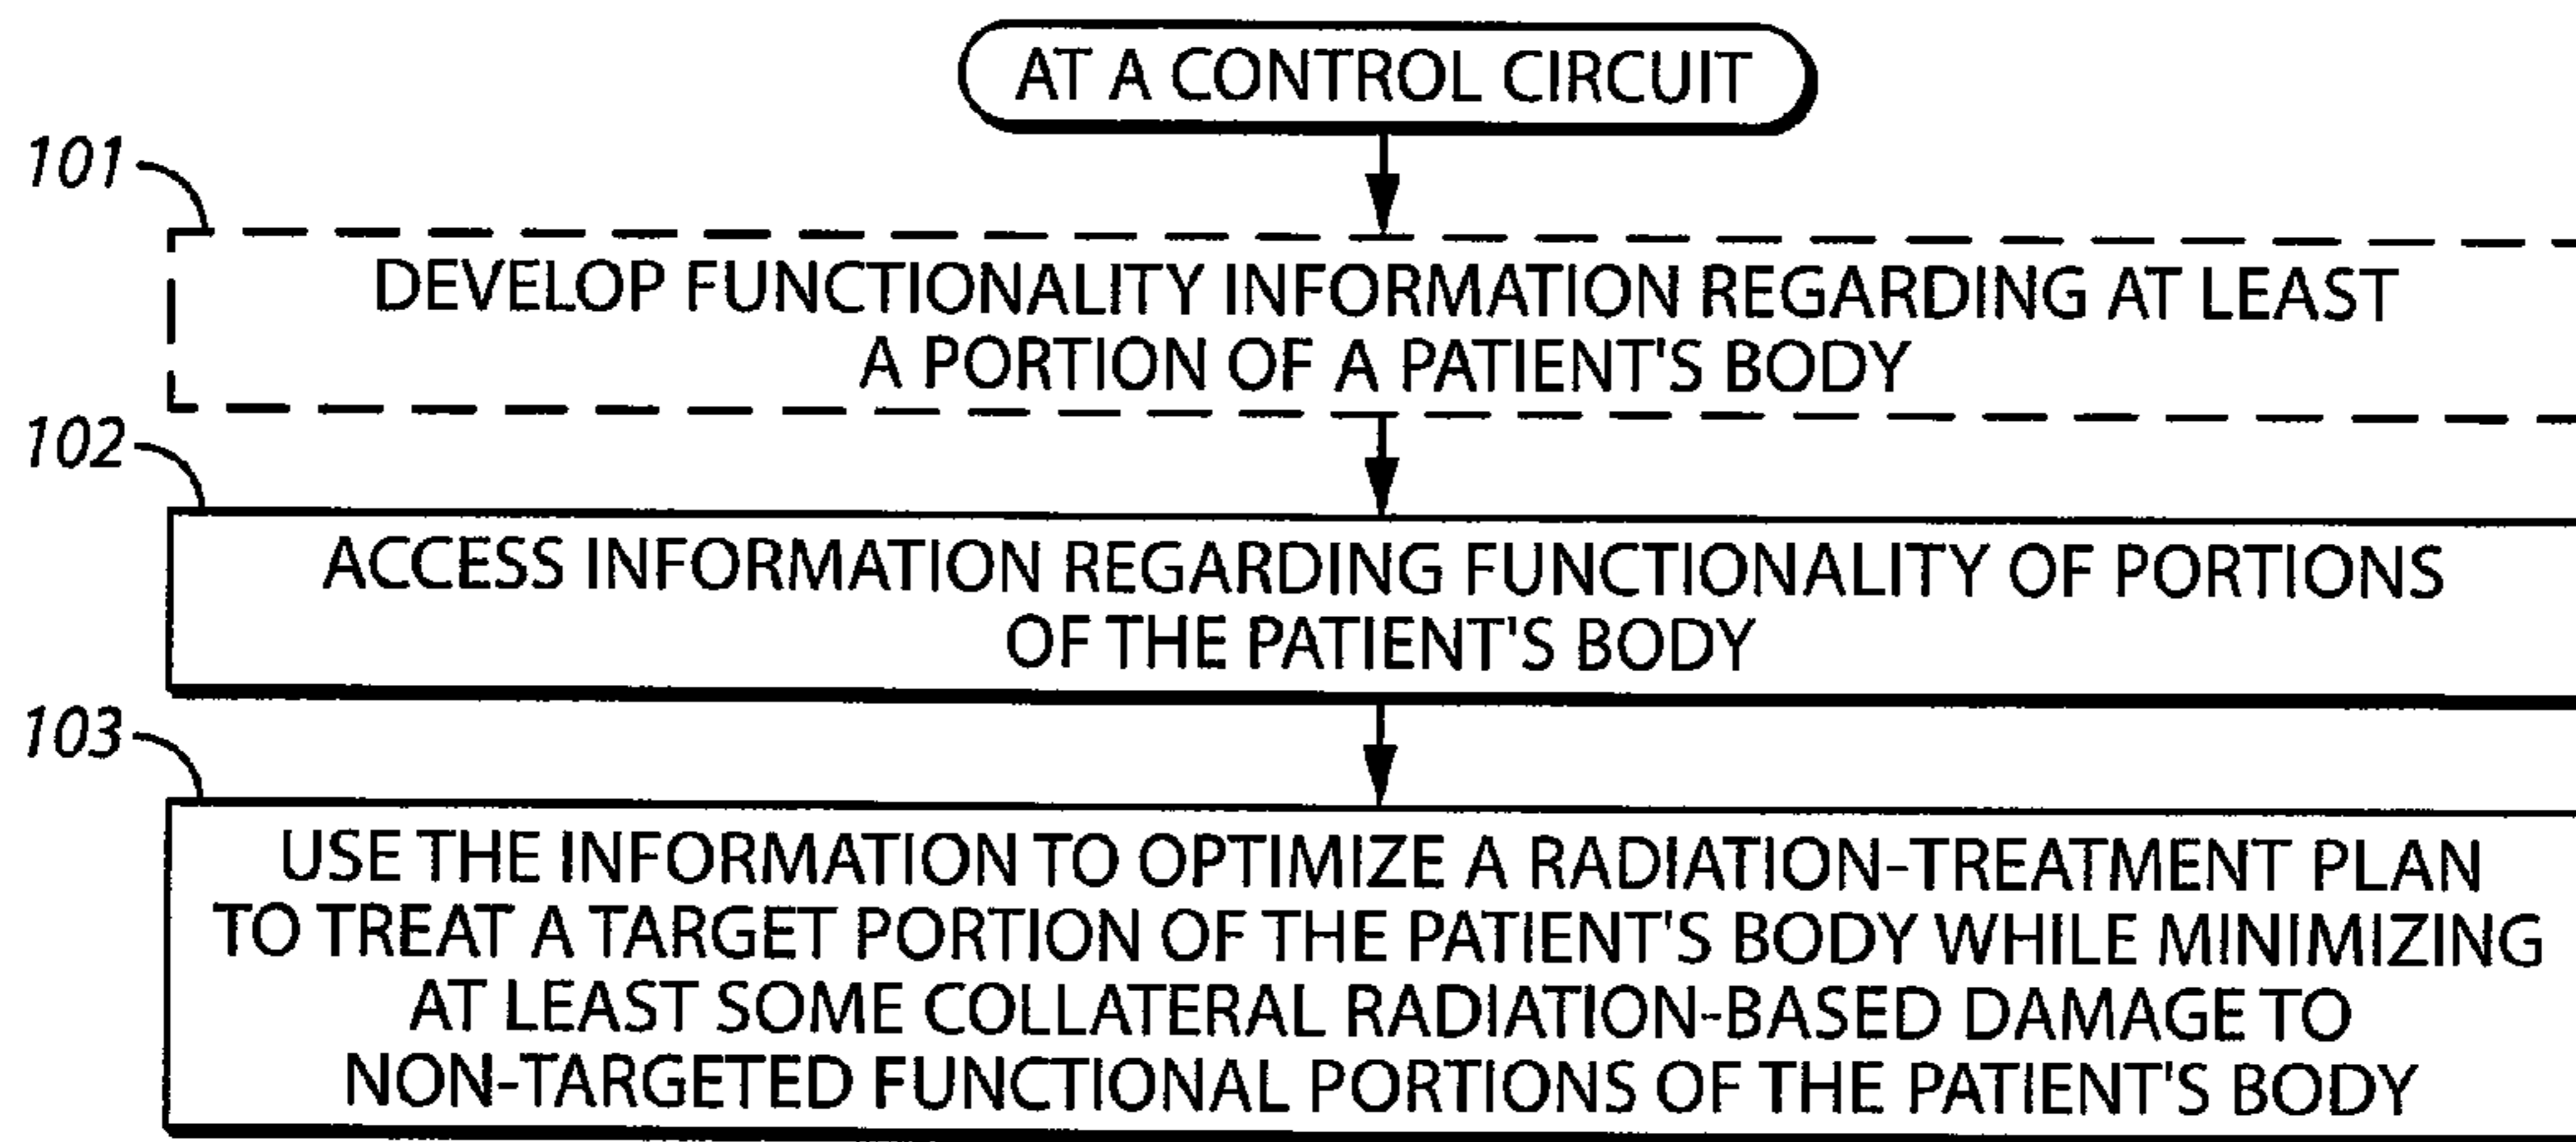 AT A CONTROL CIRCUIT
101
DEVELOP FUNCTIONALITY INFORMATION REGARDING AT LEAST
A PORTION OF A PATIENT'S BODY
102
ACCESS INFORMATION REGARDING FUNCTIONALITY OF PORTIONS
OF THE PATIENT'S BODY
103
USE THE INFORMATION TO OPTIMIZE A RADIATION-TREATMENT PLAN
TO TREAT A TARGET PORTION OF THE PATIENT'S BODY WHILE MINIMIZING
AT LEAST SOME COLLATERAL RADIATION-BASED DAMAGE TO
NON-TARGETED FUNCTIONAL PORTIONS OF THE PATIENT'S BODY